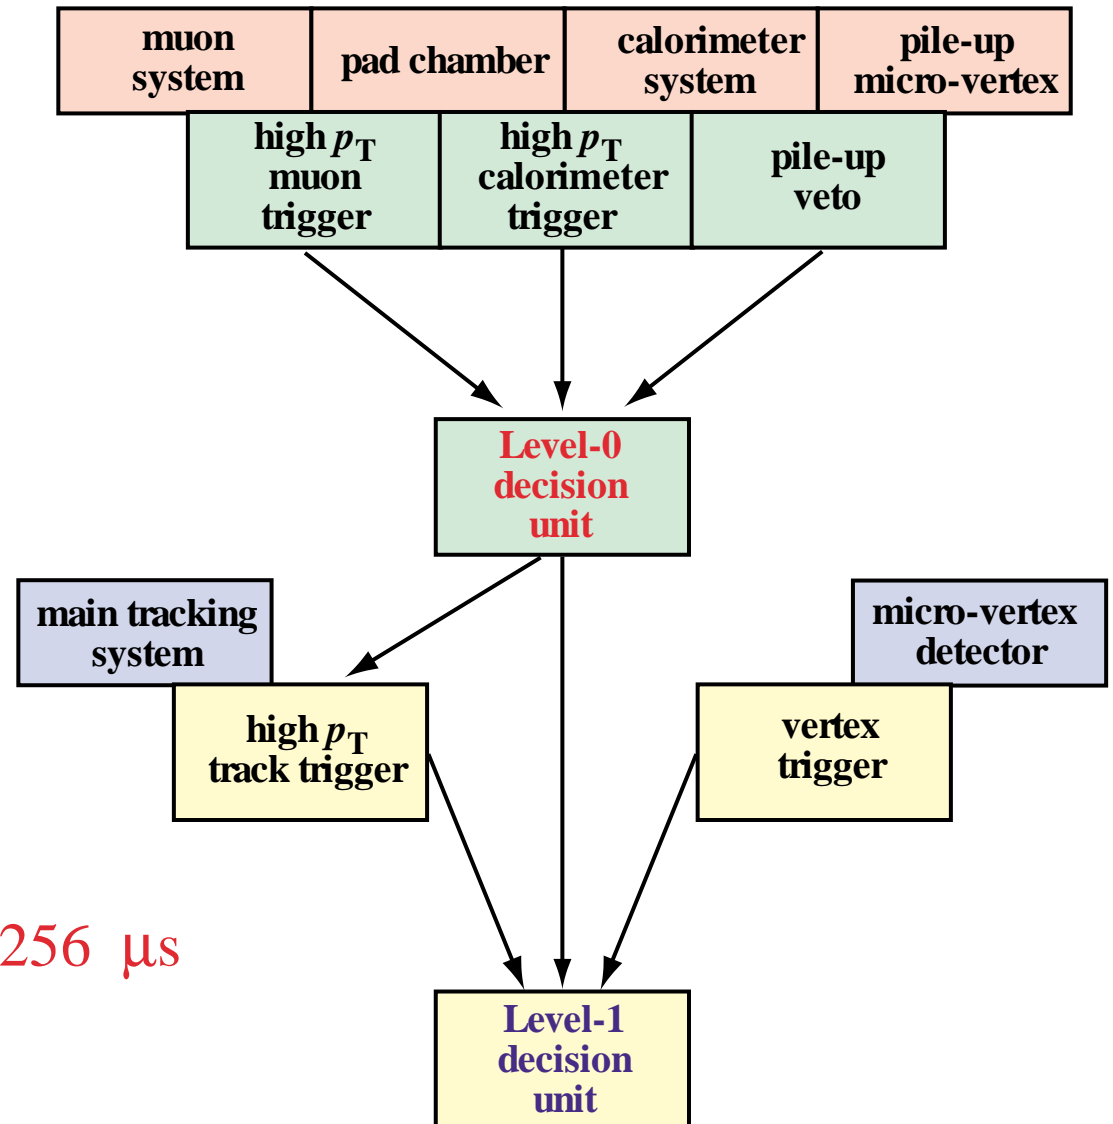 muon
system
pad chamber
calorimeter
system
pile-up
micro-vertex
high pT
muon
trigger
high pT
calorimeter
trigger
pile-up
veto
Level-0
decision
unit
main tracking
system
micro-vertex
detector
high pT
track trigger
vertex
trigger
256 μs
Level-1
decision
unit